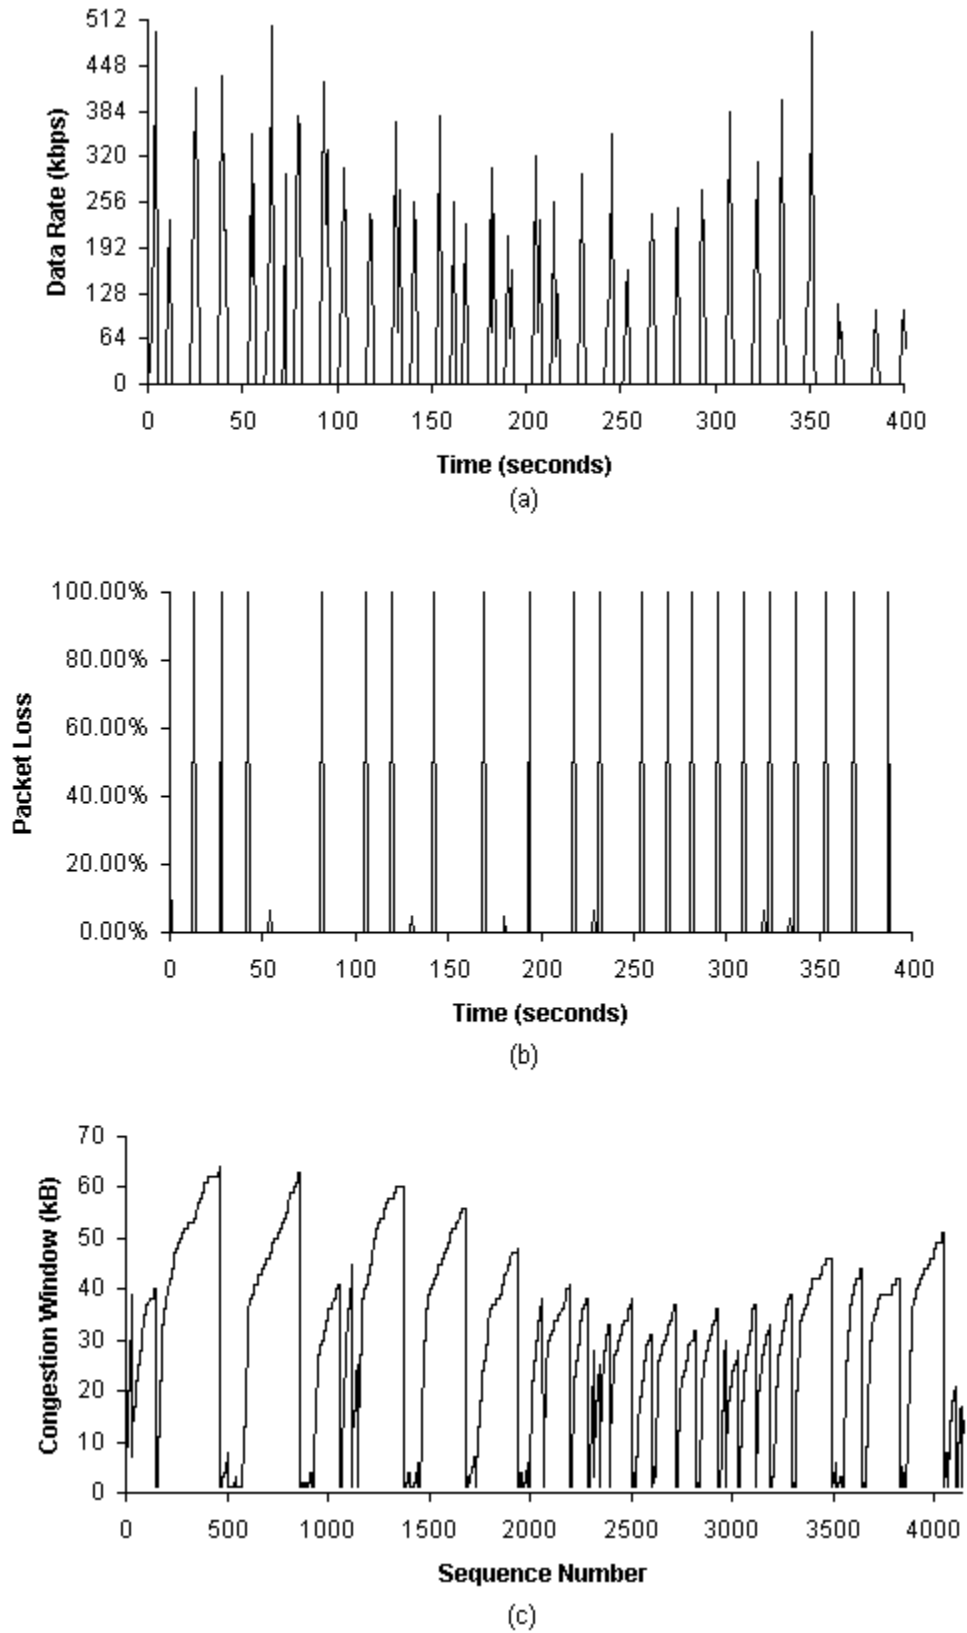 512
448
384
320
256
192
128
64
0
Data Rate (kbps)
0 50 100 150 200 250 300 350 400
Time (seconds)
(a)
100.00%
80.00%
60.00%
40.00%
20.00%
0.00%
Packet Loss
0 50 100 150 200 250 300 350 400
Time (seconds)
(b)
70
60
50
40
30
20
10
0
Congestion Window (kB)
0 500 1000 1500 2000 2500 3000 3500 4000
Sequence Number
(c)